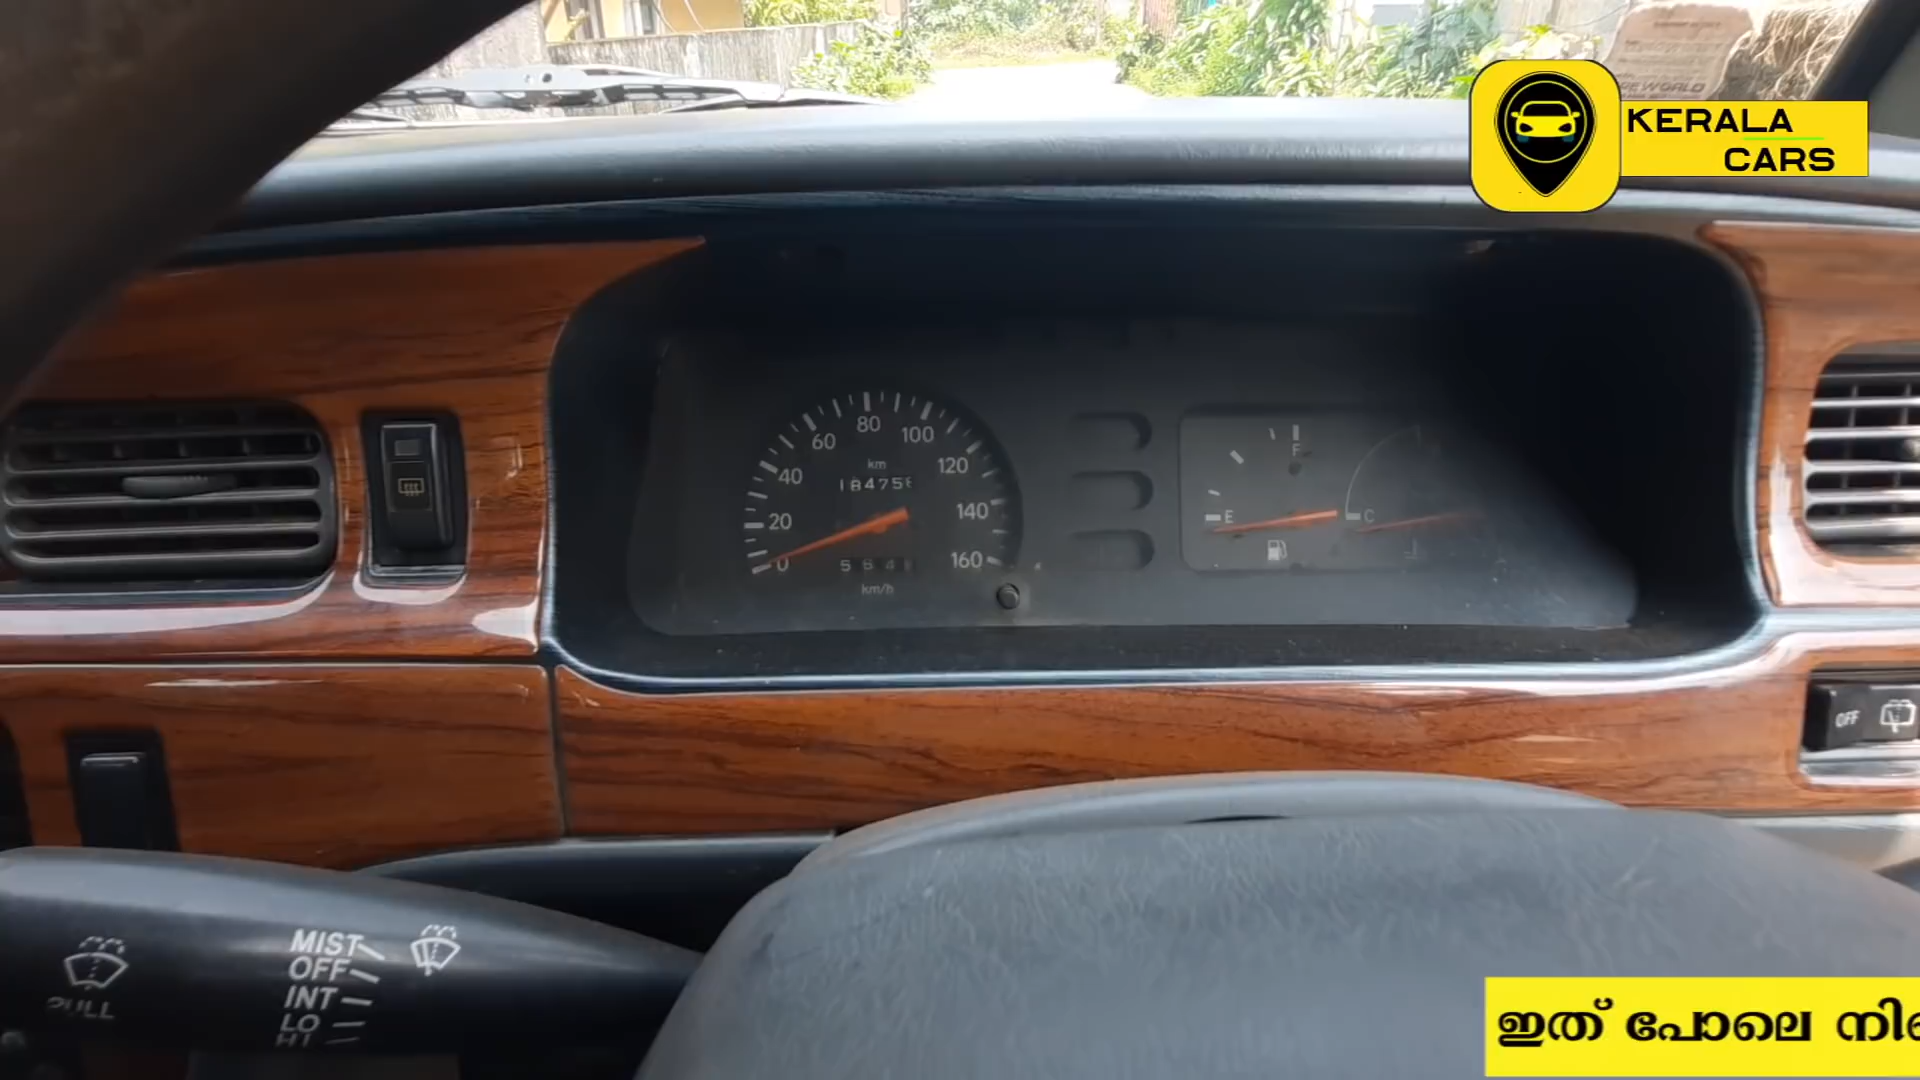 KERALA
CARS
80
60
100
40
120
km
20
140
0
160
km/h
F
E
C
OFF
MIST
OFF
INT
LO
HI
PULL
ഇത് പോലെ